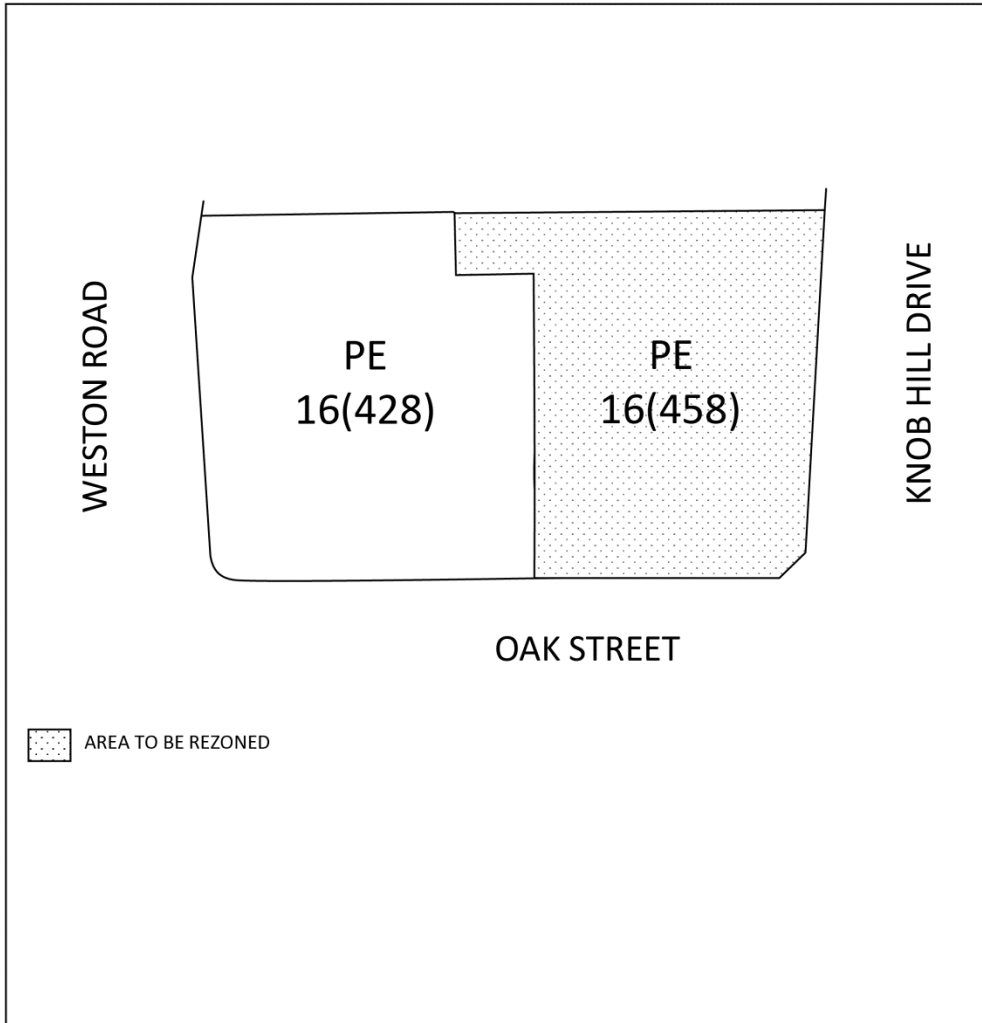 WESTON ROAD
PE
16(428)
PE
16(458)
KNOB HILL DRIVE
OAK STREET
AREA TO BE REZONED